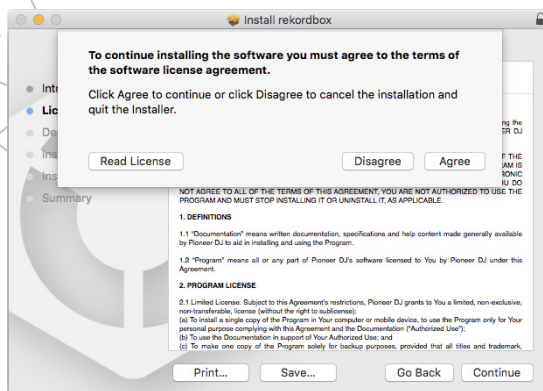 Install rekordbox
To continue installing the software you must agree to the terms of
the software license agreement.
Click Agree to continue or click Disagree to cancel the installation and
quit the Installer.
Read License
Disagree
Agree
Summary
NOT AGREE TO ALL OF THE TERMS OF THIS AGREEMENT, YOU ARE NOT AUTHORIZED TO USE THE
PROGRAM AND MUST STOP INSTALLING IT OR UNINSTALL IT, AS APPLICABLE.
1. DEFINITIONS
1.1 "Documentation" means written documentation, specifications and help content made generally available
by Pioneer DJ to aid in installing and using the Program.
1.2 "Program" means all or any part of Pioneer DJ's software licensed to You by Pioneer DJ under this
Agreement.
2. PROGRAM LICENSE
2.1 Limited License. Subject to this Agreement's restrictions, Pioneer DJ grants to You a limited, non-exclusive,
non-transferable, license (without the right to sublicense):
(a) To install a single copy of the Program in Your computer or mobile device, to use the Program only for Your
personal purpose complying with this Agreement and the Documentation ("Authorized Use");
(b) To use the Documentation in support of Your Authorized Use; and
(c) To make one copy of the Program solely for backup purposes, provided that all titles and trademark,
Print...
Save...
Go Back
Continue